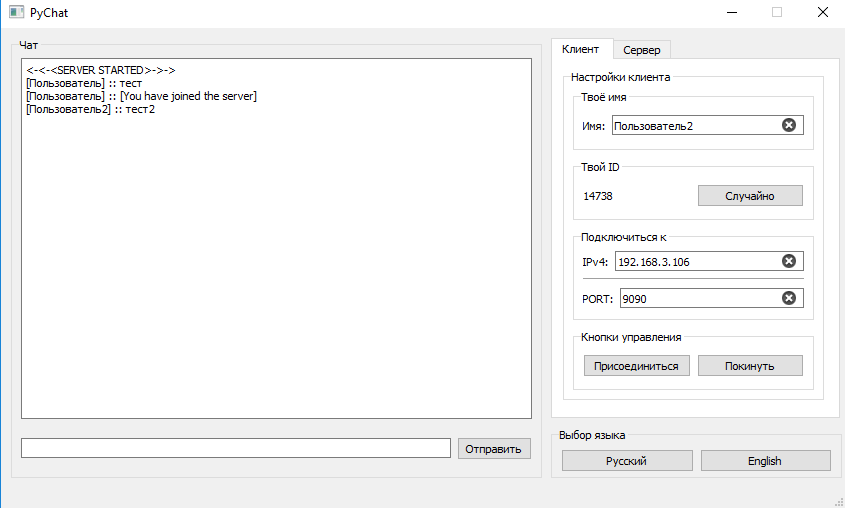 PyChat
Чат
<-<-<SERVER STARTED>->->
[Пользователь] :: тест
[Пользователь] :: [You have joined the server]
[Пользователь2] :: тест2
Отправить
Клиент
Сервер
Настройки клиента
Твоё имя
Имя: Пользователь2
Твой ID
14738
Случайно
Подключиться к
IPv4: 192.168.3.106
PORT: 9090
Кнопки управления
Присоединиться
Покинуть
Выбор языка
Русский
English